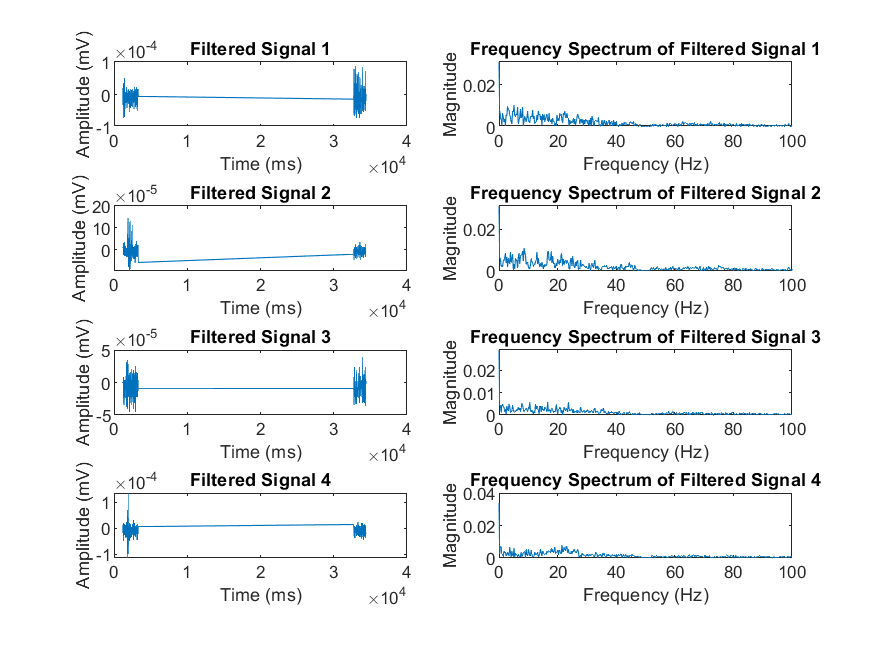 Filtered Signal 1
×10-4
Amplitude (mV)
1
0
-1
0 1 2 3 4
Time (ms)
×104
Frequency Spectrum of Filtered Signal 1
Magnitude
0.02
0
0 20 40 60 80 100
Frequency (Hz)
Filtered Signal 2
×10-5
Amplitude (mV)
20
10
0
0 1 2 3 4
Time (ms)
×104
Frequency Spectrum of Filtered Signal 2
Magnitude
0.02
0
0 20 40 60 80 100
Frequency (Hz)
Filtered Signal 3
×10-5
Amplitude (mV)
5
0
-5
0 1 2 3 4
Time (ms)
×104
Frequency Spectrum of Filtered Signal 3
Magnitude
0.02
0.01
0
0 20 40 60 80 100
Frequency (Hz)
Filtered Signal 4
×10-4
Amplitude (mV)
1
0
-1
0 1 2 3 4
Time (ms)
×104
Frequency Spectrum of Filtered Signal 4
Magnitude
0.04
0.02
0
0 20 40 60 80 100
Frequency (Hz)